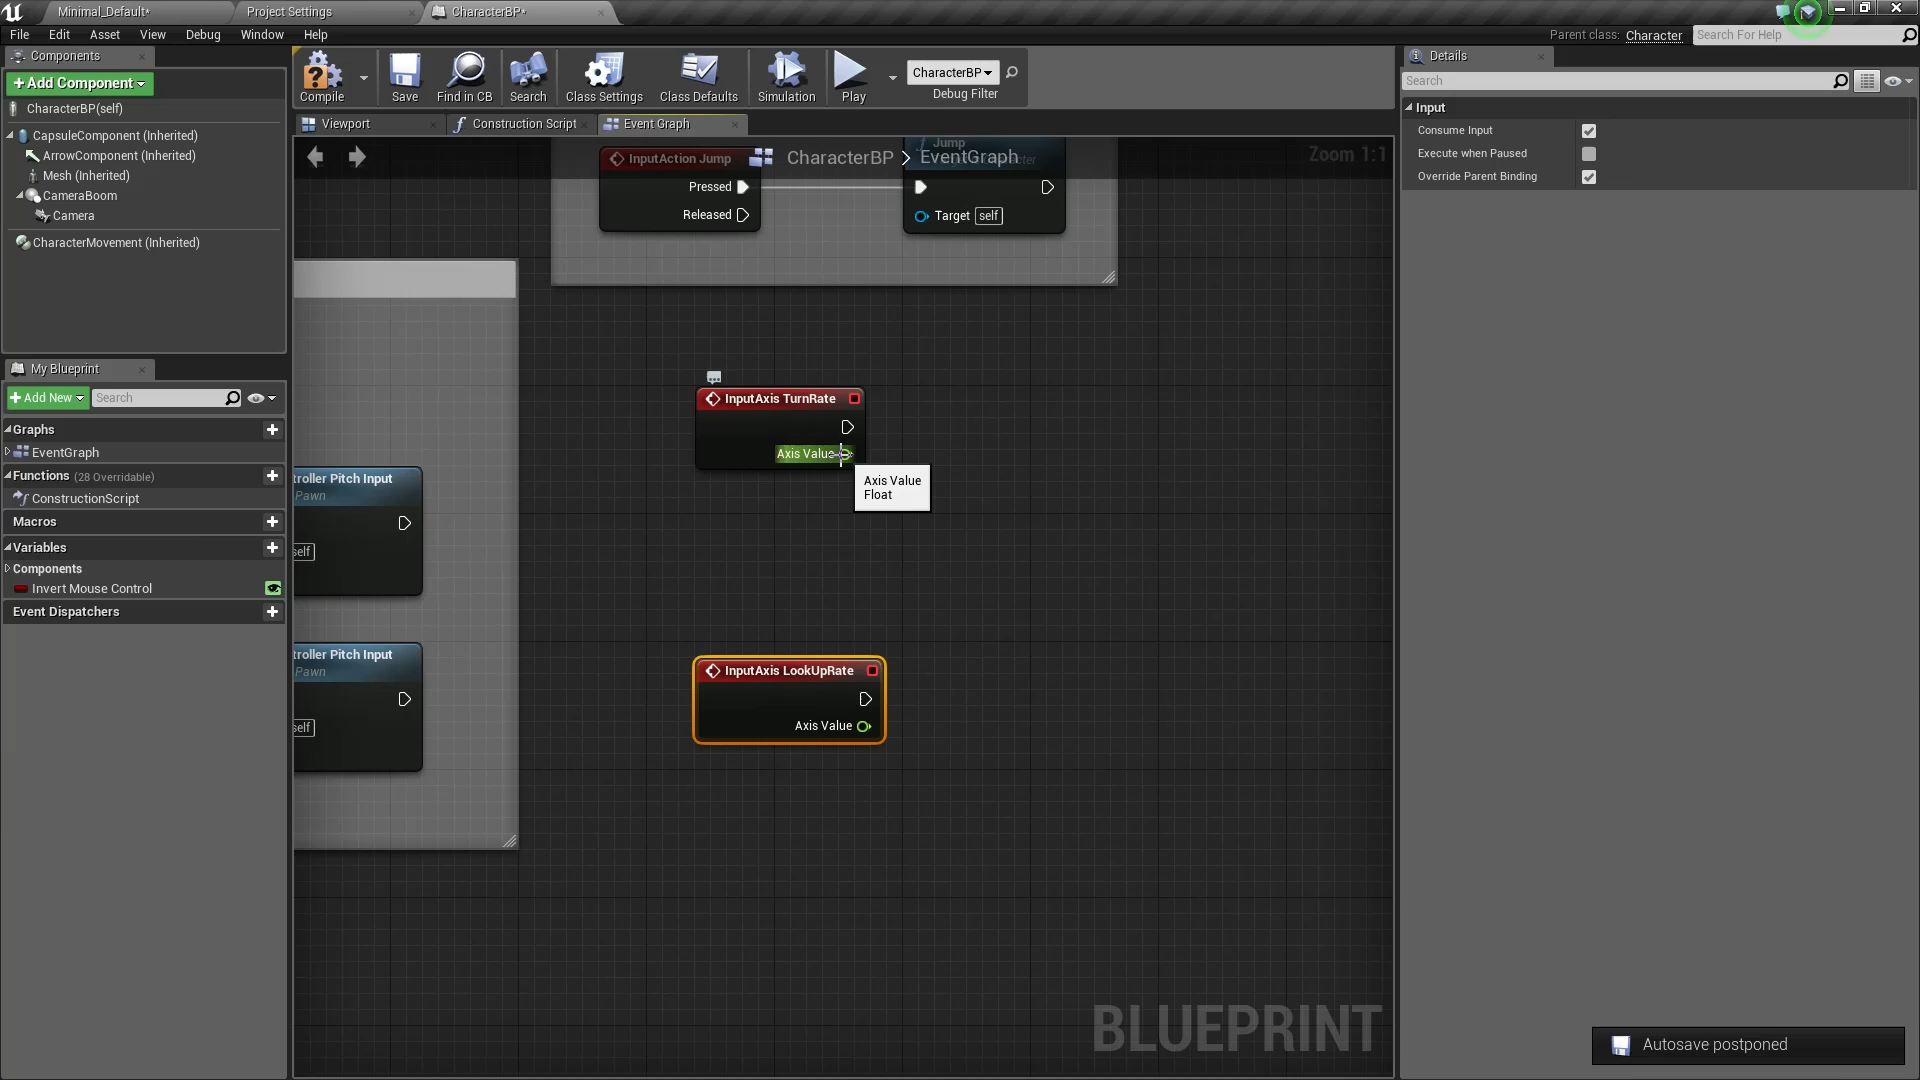 Minimal_Default*
Project Settings
CharacterBP*
File
Edit
Asset
View
Debug
Window
Help
Parent class:
Character
Search For Help
Components
+Add Component
CharacterBP(self)
CapsuleComponent (Inherited)
ArrowComponent (Inherited)
Mesh (Inherited)
CameraBoom
Camera
CharacterMovement (Inherited)
My Blueprint
+Add New
Search
Graphs
EventGraph
Functions (28 Overridable)
ConstructionScript
Macros
Variables
Components
Invert Mouse Control
Event Dispatchers
Compile
Save
Find in CB
Search
Class Settings
Class Defaults
Simulation
Play
CharacterBP
Debug Filter
Viewport
Construction Script
Event Graph
CharacterBP > EventGraph
Zoom 1:1
InputAction Jump
Pressed
Released
Jump
Target self
InputAxis TurnRate
Axis Value
Axis Value
Float
troller Pitch Input
Pawn
self
troller Pitch Input
Pawn
self
InputAxis LookUpRate
Axis Value
BLUEPRINT
Details
Search
Input
Consume Input
Execute when Paused
Override Parent Binding
Autosave postponed